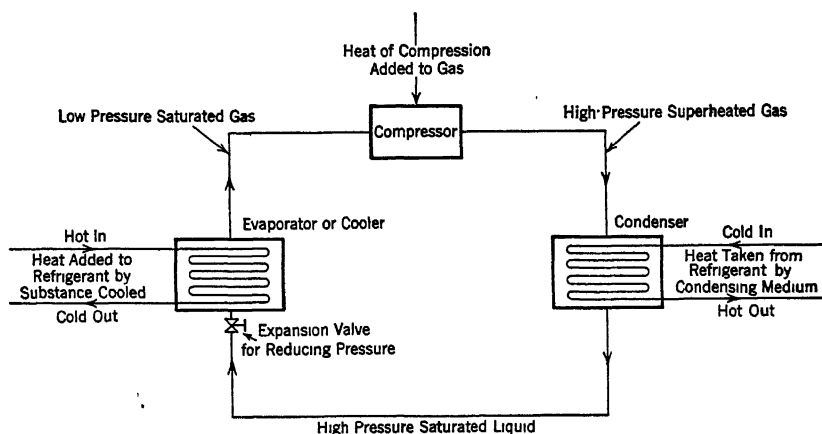 Heat of Compression
Added to Gas
Low Pressure Saturated Gas
Compressor
High-Pressure Superheated Gas
Evaporator or Cooler
Condenser
Hot In
Heat Added to
Refrigerant by
Substance Cooled
Cold Out
Cold In
Heat Taken from
Refrigerant by
Condensing Medium
Hot Out
Expansion Valve
for Reducing Pressure
High Pressure Saturated Liquid